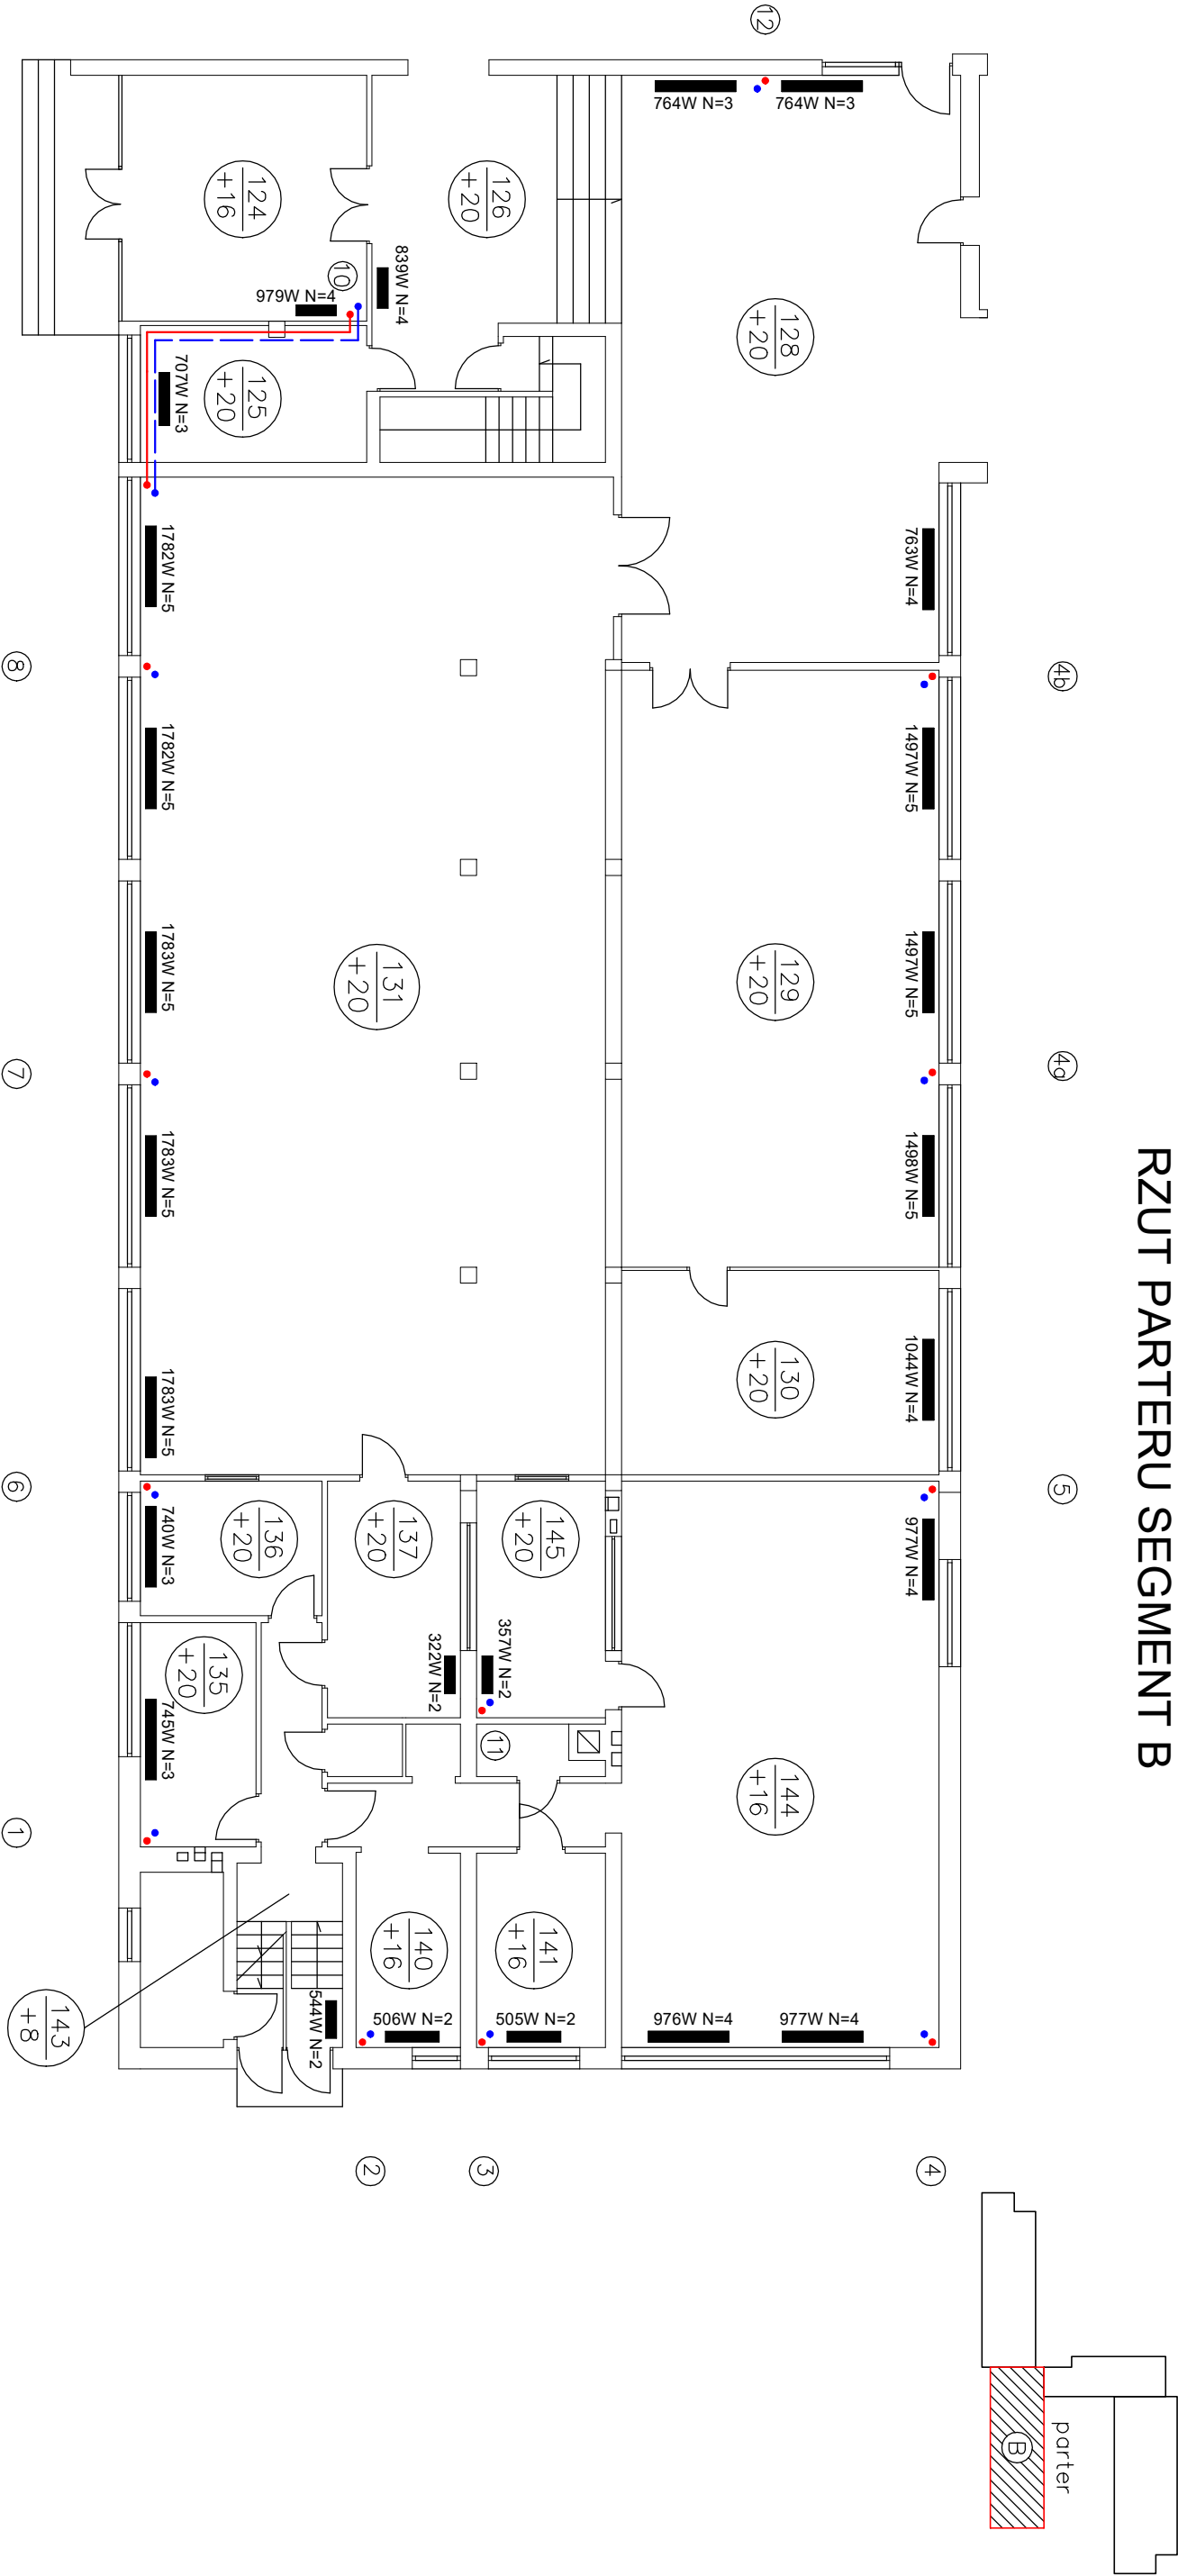 RZUT PARTERU SEGMENT B
12
764W N=3
764W N=3
124
+16
126
+20
128
+20
10
979W N=4
839W N=4
707W N=3
125
+20
1782W N=5
763W N=4
8
4b
1782W N=5
1497W N=5
1783W N=5
131
+20
129
+20
1497W N=5
7
4a
1783W N=5
1498W N=5
1783W N=5
130
+20
1044W N=4
6
5
740W N=3
136
+20
137
+20
145
+20
977W N=4
135
+20
745W N=3
322W N=2
357W N=2
11
144
+16
1
140
+16
141
+16
143
+8
544W N=2
506W N=2
505W N=2
976W N=4
977W N=4
2
3
4
parter
B